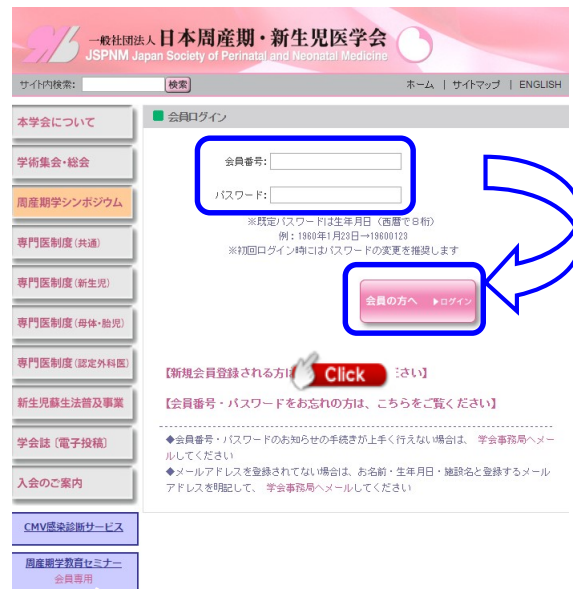 一般社団法人日本周産期・新生児医学会
JSPNM Japan Society of Perinatal and Neonatal Medicine
サイト内検索:
検索
ホーム | サイトマップ | ENGLISH
本学会について
学術集会・総会
周産期学シンポジウム
専門医制度(共通)
専門医制度(新生児)
専門医制度(母体・胎児)
専門医制度(認定外科医)
新生児蘇生法普及事業
学会誌〔電子投稿〕
入会のご案内
CMV感染診断サービス
周産期学教育セミナー
会員専用
会員ログイン
会員番号:
パスワード:
※既定パスワードは生年月日（西暦で８桁）
例：1960年1月23日→19600123
※初回ログイン時にはパスワードの変更を推奨します
会員の方へ ▶ログイン
【新規会員登録される方は
Click
さい】
【会員番号・パスワードをお忘れの方は、こちらをご覧ください】
◆会員番号・パスワードのお知らせの手続きが上手く行えない場合は、 学会事務局へメー
ルしてください
◆メールアドレスを登録されてない場合は、お名前・生年月日・施設名と登録するメール
アドレスを明記して、 学会事務局へメールしてください